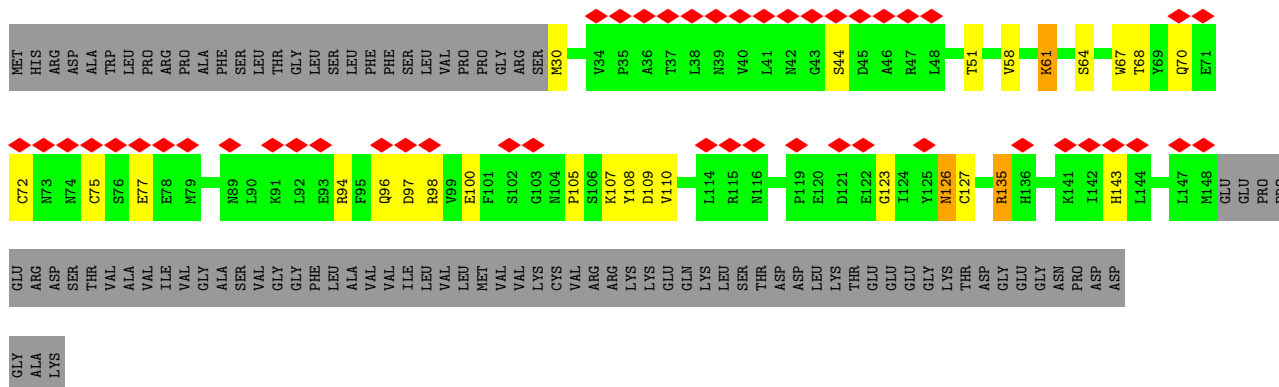 MET HIS ARG ASP ALA TRP LEU PRO ARG PRO ALA PHE SER LEU THR GLY LEU SER LEU PHE PHE SER LEU VAL PRO PRO GLY ARG SER M30 V34 P35 A36 T37 L38 N39 V40 L41 N42 G43 S44 D45 A46 R47 L48 T51 V58 K61 S64 W67 T68 Y69 Q70 E71
C72 N73 N74 C75 S76 E77 E78 M79 N89 L90 K91 L92 E93 R94 F95 Q96 D97 R98 V99 E100 F101 S102 G103 N104 P105 S106 K107 Y108 D109 V110 L114 R115 N116 P119 E120 D121 E122 G123 I124 Y125 N126 C127 R135 H136 K141 I142 H143 L144 L147 M148 GLU GLU PRO PRO
GLU ARG ASP SER THR VAL ALA VAL ILE VAL GLY ALA SER VAL GLY GLY PHE LEU ALA VAL VAL ILE LEU VAL LEU MET VAL VAL LYS CYS VAL ARG ARG LYS LYS GLU GLN LYS LEU SER THR ASP ASP LEU LYS THR GLU GLU GLU GLY LYS THR ASP GLY GLU GLY ASN PRO ASP ASP
GLY ALA LYS